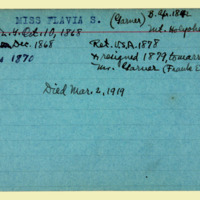 MISS FLAVIA S. (Garner) B. Ap. 1842
Y. Oct. 10, 1868 Mt. Holyoke
Dec. 1868 Ret. U.S.A. 1878
1870 resigned 1879, to marry
Mr. Garner (Frank E
Died Mar. 2, 1919